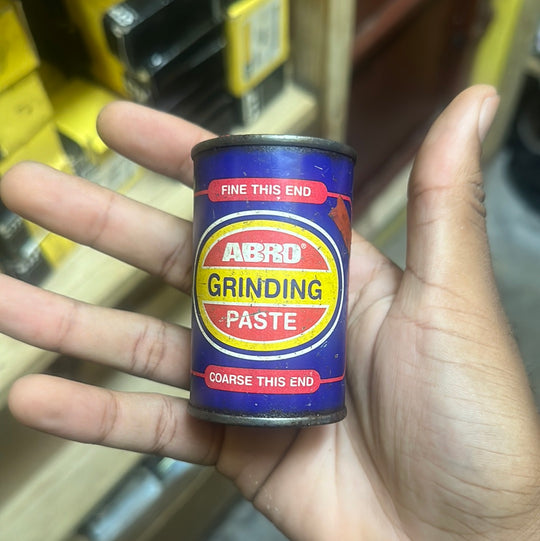 FINE THIS END
ABRO®
GRINDING
PASTE
COARSE THIS END